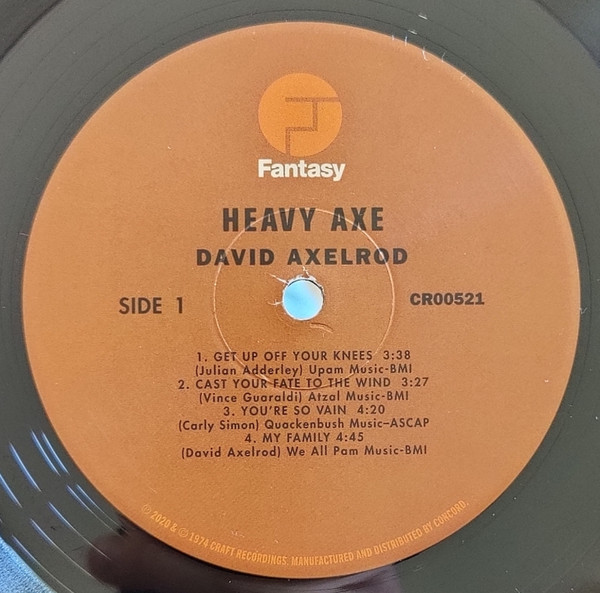 Fantasy
HEAVY AXE
DAVID AXELROD
SIDE 1
CR00521
1. GET UP OFF YOUR KNEES 3:38
(Julian Adderley) Upam Music-BMI
2. CAST YOUR FATE TO THE WIND 3:27
(Vince Guaraldi) Atzal Music-BMI
3. YOU'RE SO VAIN 4:20
(Carly Simon) Quackenbush Music–ASCAP
4. MY FAMILY 4:45
(David Axelrod) We All Pam Music-BMI
℗ 2020 & © 1974 CRAFT RECORDINGS. MANUFACTURED AND DISTRIBUTED BY CONCORD.